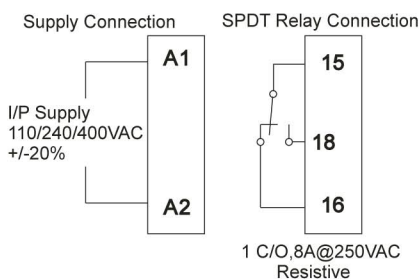 Supply Connection
SPDT Relay Connection
A1
I/P Supply
110/240/400VAC
+/-20%
A2
15
18
16
1 C/O,8A@250VAC
Resistive